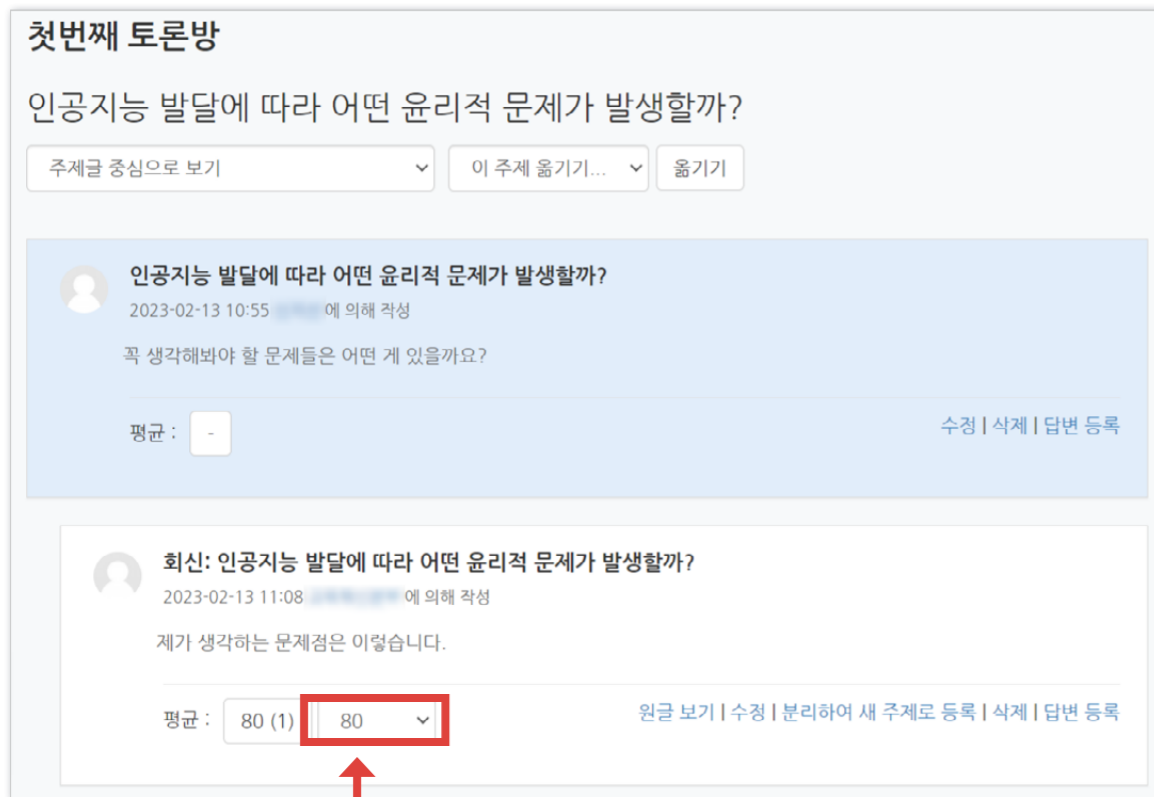 첫번째 토론방
인공지능 발달에 따라 어떤 윤리적 문제가 발생할까?
주제글 중심으로 보기 이 주제 옮기기... 옮기기
인공지능 발달에 따라 어떤 윤리적 문제가 발생할까?
2023-02-13 10:55 에 의해 작성
꼭 생각해봐야 할 문제들은 어떤 게 있을까요?
평균 : - 수정 | 삭제 | 답변 등록
회신: 인공지능 발달에 따라 어떤 윤리적 문제가 발생할까?
2023-02-13 11:08 에 의해 작성
제가 생각하는 문제점은 이렇습니다.
평균 : 80 (1) 80 원글 보기 | 수정 | 분리하여 새 주제로 등록 | 삭제 | 답변 등록